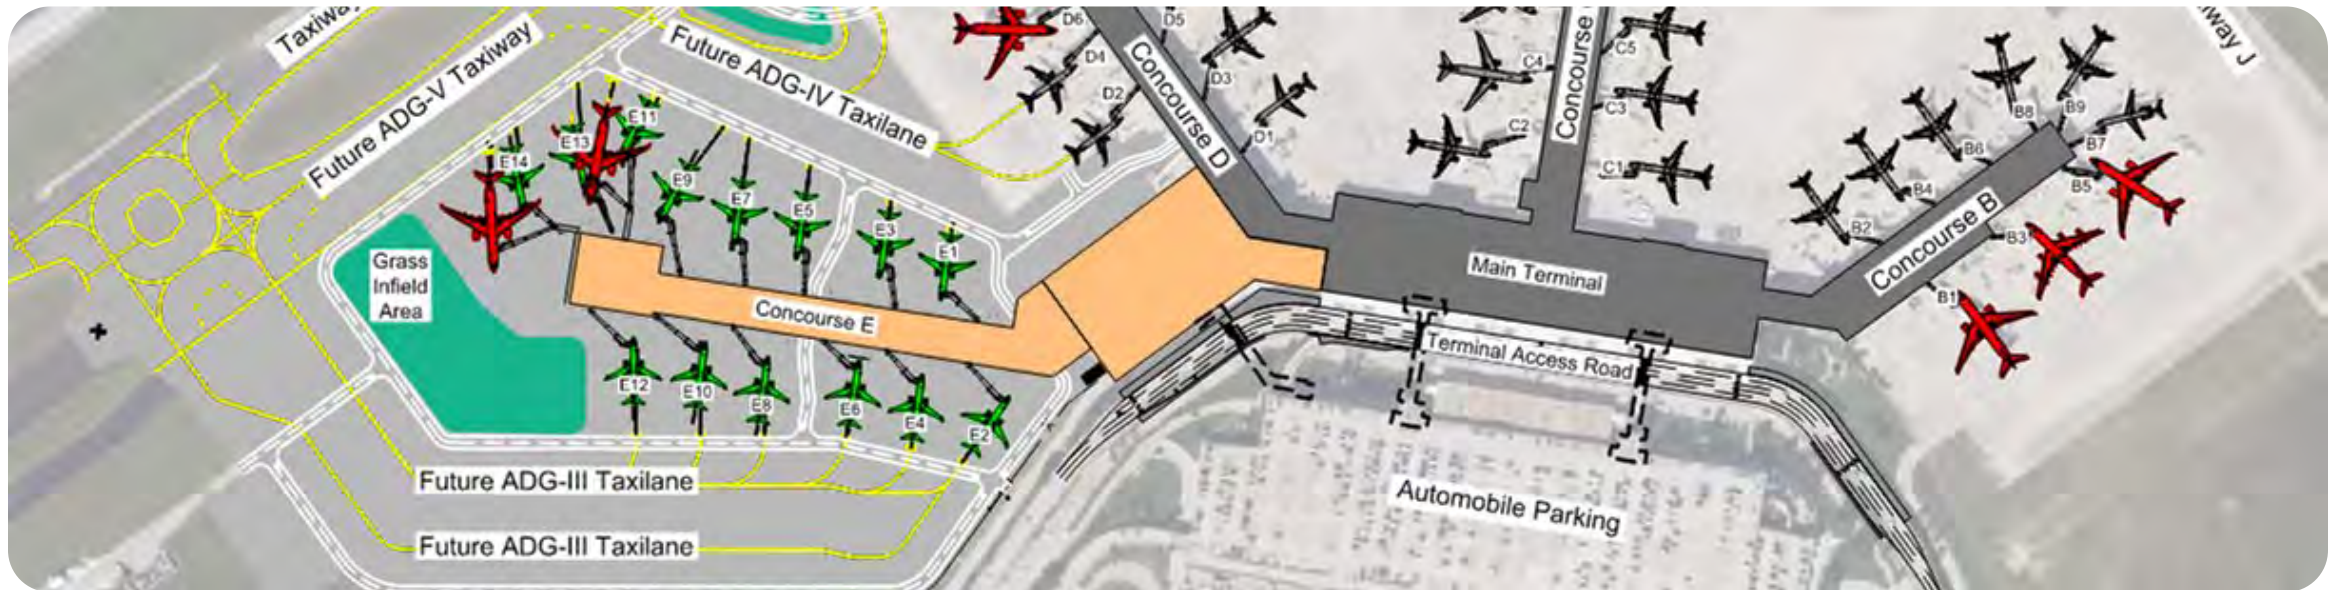 Taxiway
Future ADG-V Taxiway
Future ADG-IV Taxilane
D6
D5
D4
D3
D2
D1
Concourse D
C5
C4
C3
C2
C1
Concourse
B8
B9
B7
B6
B5
B4
B3
B2
B1
Concourse B
E14
E13
E11
E9
E7
E5
E3
E1
Grass
Infield
Area
Concourse E
Main Terminal
Terminal Access Road
E12
E10
E8
E6
E4
E2
Future ADG-III Taxilane
Future ADG-III Taxilane
Automobile Parking